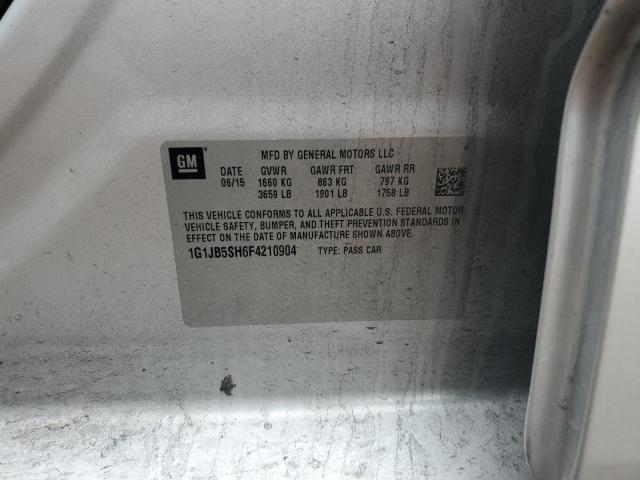 GM
MFD BY GENERAL MOTORS LLC
DATE GVWR GAWR FRT GAWR RR
06/15 1660 KG 863 KG 797 KG
3659 LB 1901 LB 1758 LB
THIS VEHICLE CONFORMS TO ALL APPLICABLE U.S. FEDERAL MOTOR
VEHICLE SAFETY, BUMPER, AND THEFT PREVENTION STANDARDS
IN EFFECT ON THE DATE OF MANUFACTURE SHOWN ABOVE.
1G1JB5SH6F4210904 TYPE: PASS CAR